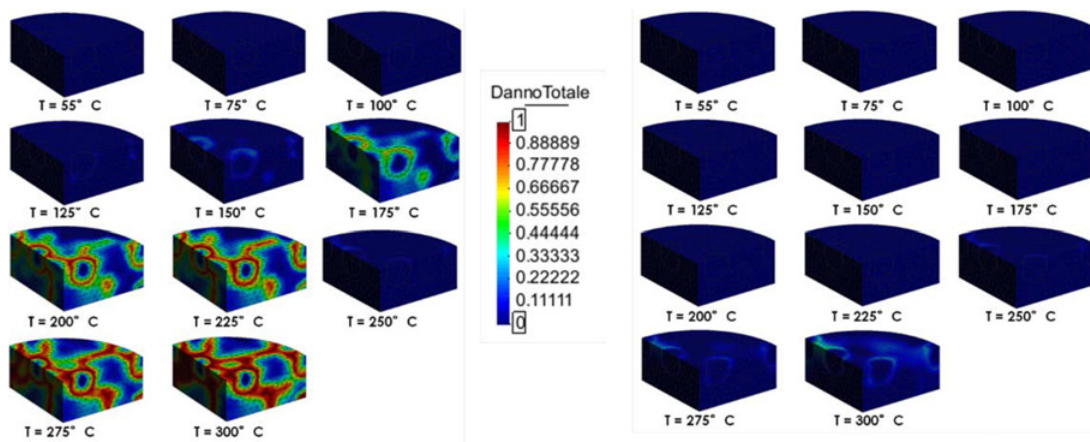 T = 55° C
T = 75° C
T = 100° C
T = 125° C
T = 150° C
T = 175° C
T = 200° C
T = 225° C
T = 250° C
T = 275° C
T = 300° C
DannoTotale
1
0.88889
0.77778
0.66667
0.55556
0.44444
0.33333
0.22222
0.11111
0
T = 55° C
T = 75° C
T = 100° C
T = 125° C
T = 150° C
T = 175° C
T = 200° C
T = 225° C
T = 250° C
T = 275° C
T = 300° C